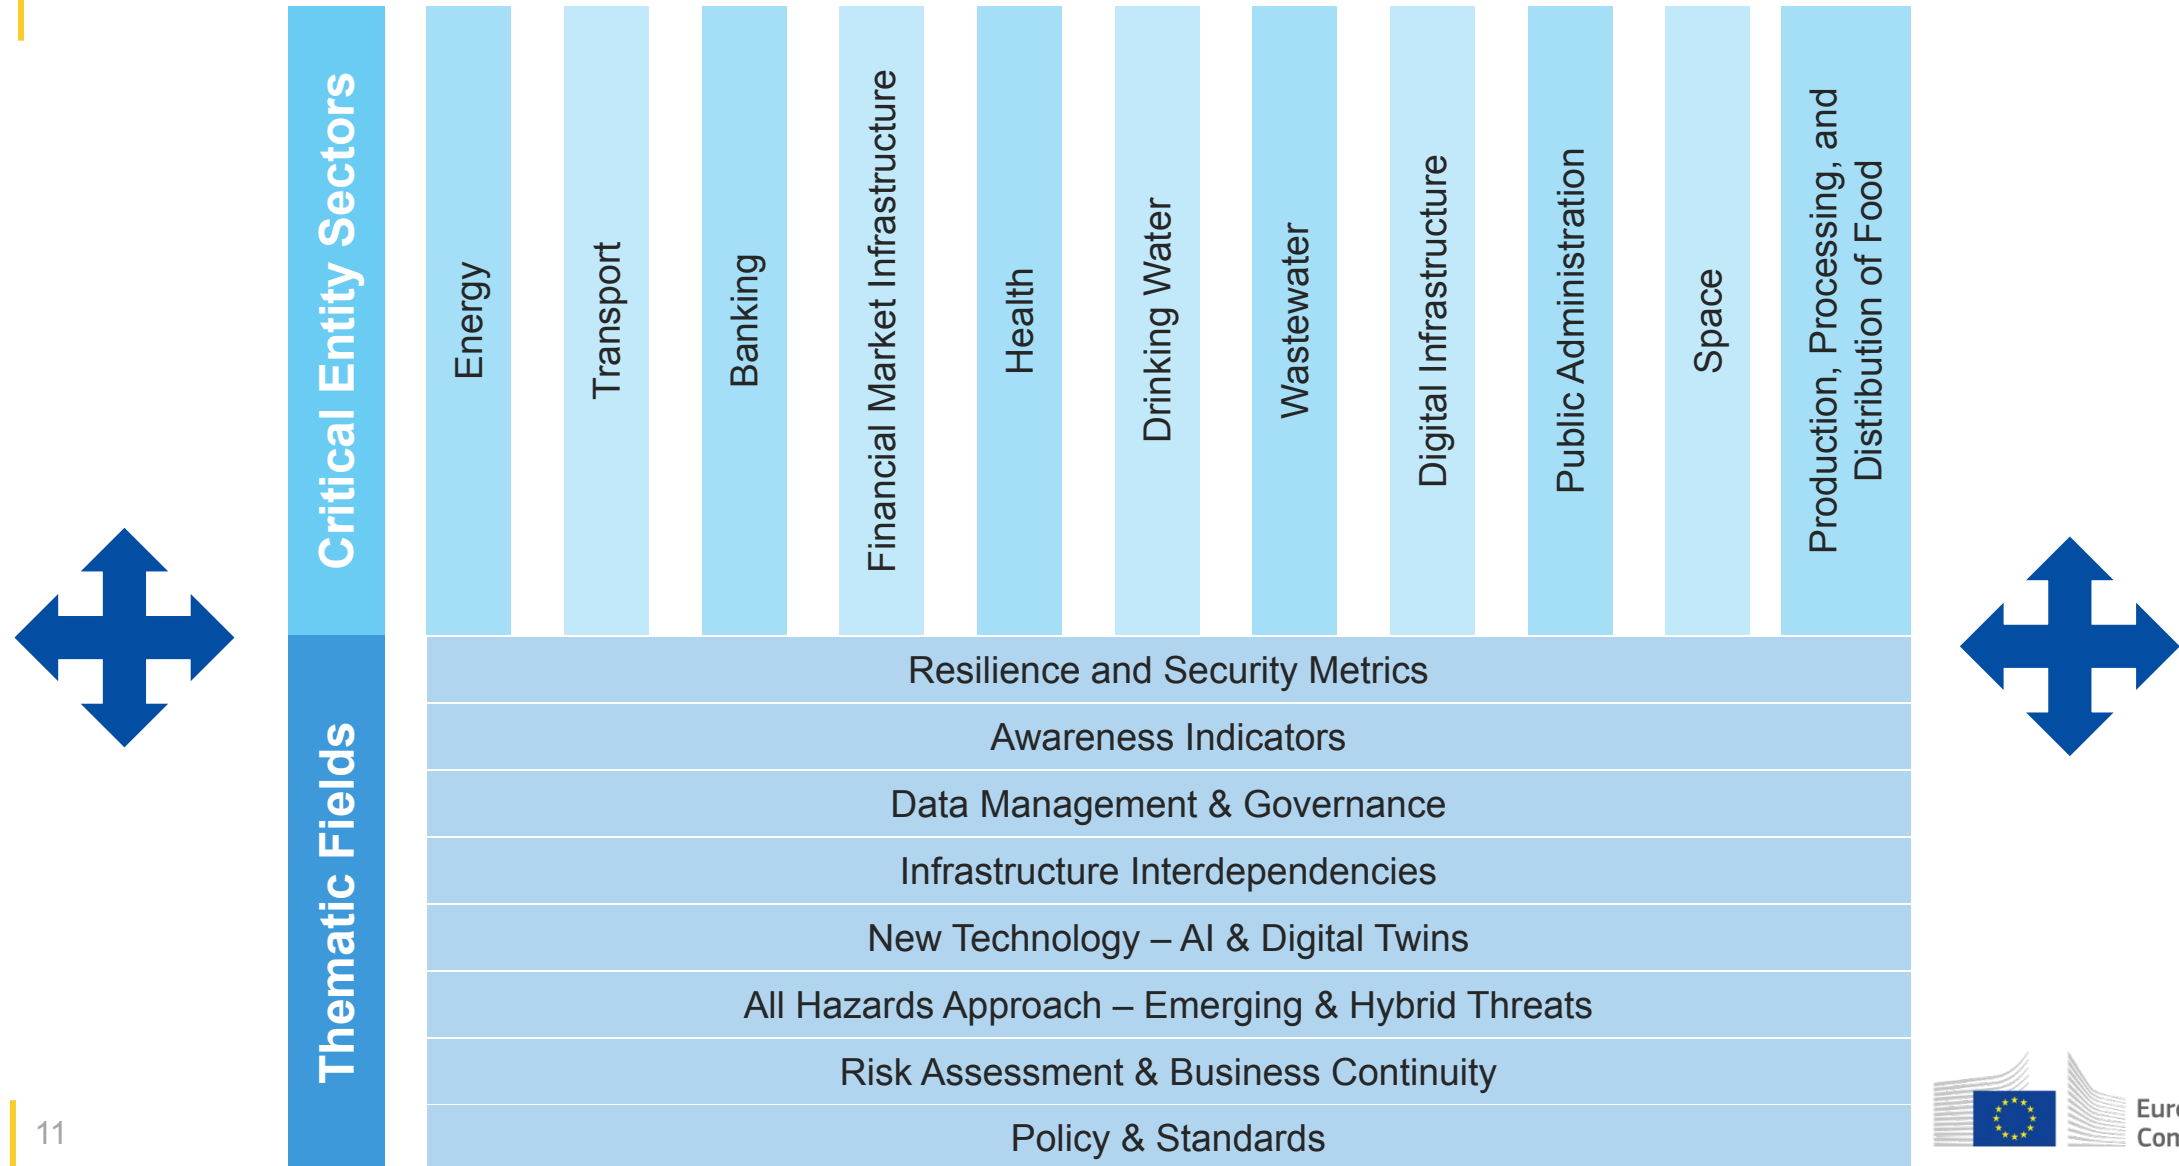 Critical Entity Sectors
Energy
Transport
Banking
Financial Market Infrastructure
Health
Drinking Water
Wastewater
Digital Infrastructure
Public Administration
Space
Production, Processing, and
Distribution of Food
Thematic Fields
Resilience and Security Metrics
Awareness Indicators
Data Management & Governance
Infrastructure Interdependencies
New Technology – AI & Digital Twins
All Hazards Approach – Emerging & Hybrid Threats
Risk Assessment & Business Continuity
Policy & Standards
11